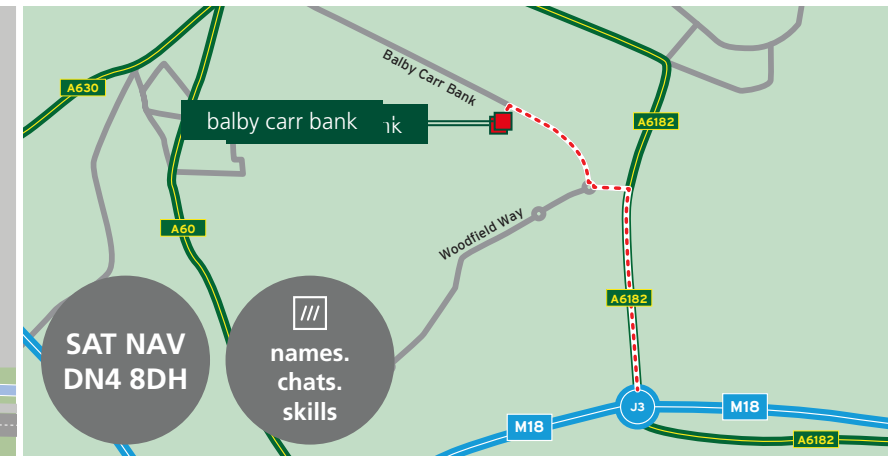 Balby Carr Bank
A630
balby carr bank
A6182
Woodfield Way
A60
A6182
SAT NAV
DN4 8DH
///
names.
chats.
skills
J3
M18
M18
A6182